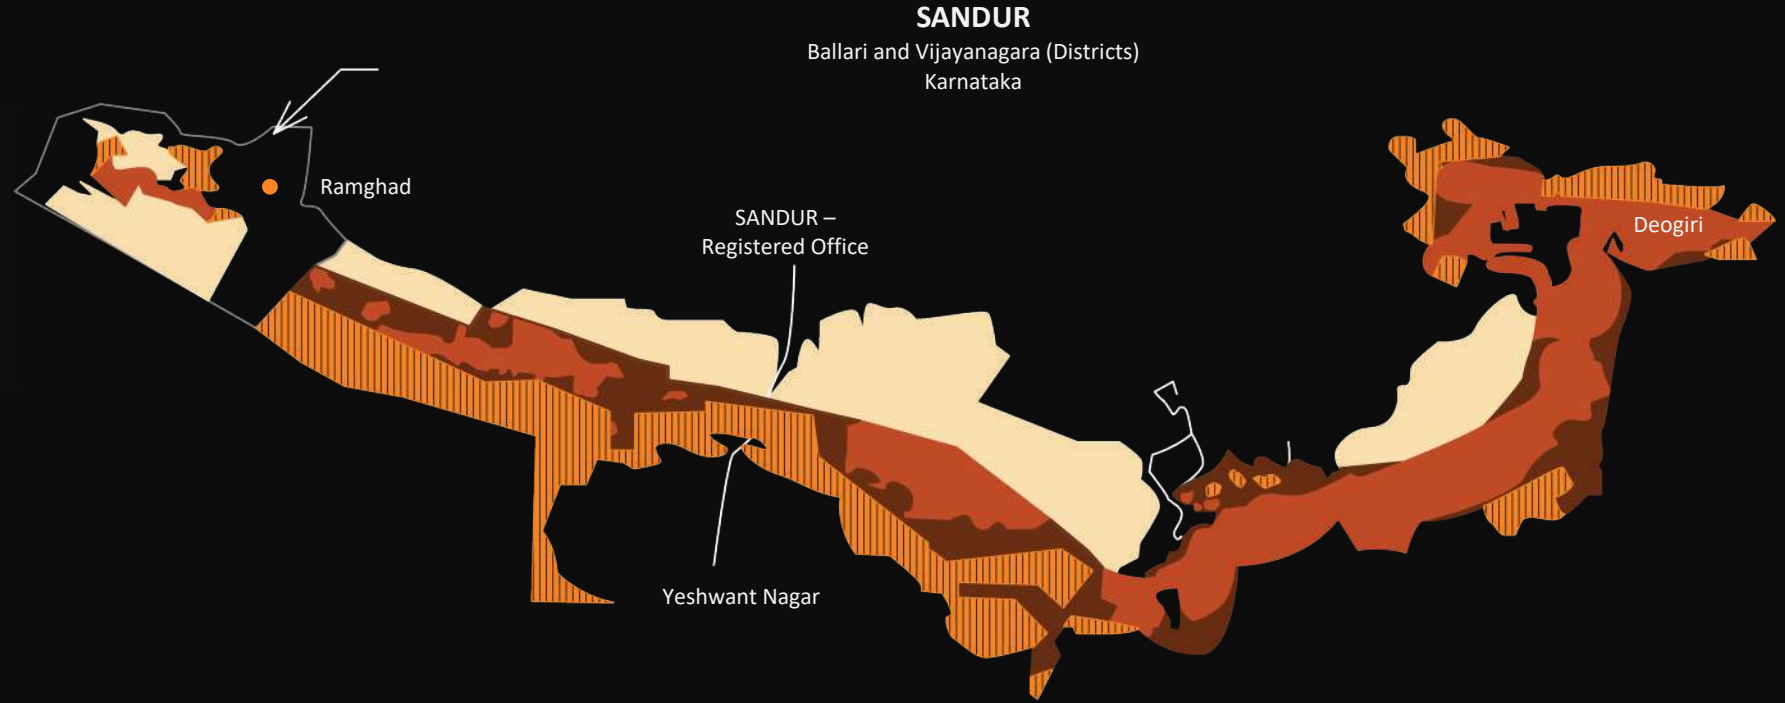 SANDUR
Ballari and Vijayanagara (Districts)
Karnataka
Ramghad
SANDUR –
Registered Office
Deogiri
Yeshwant Nagar